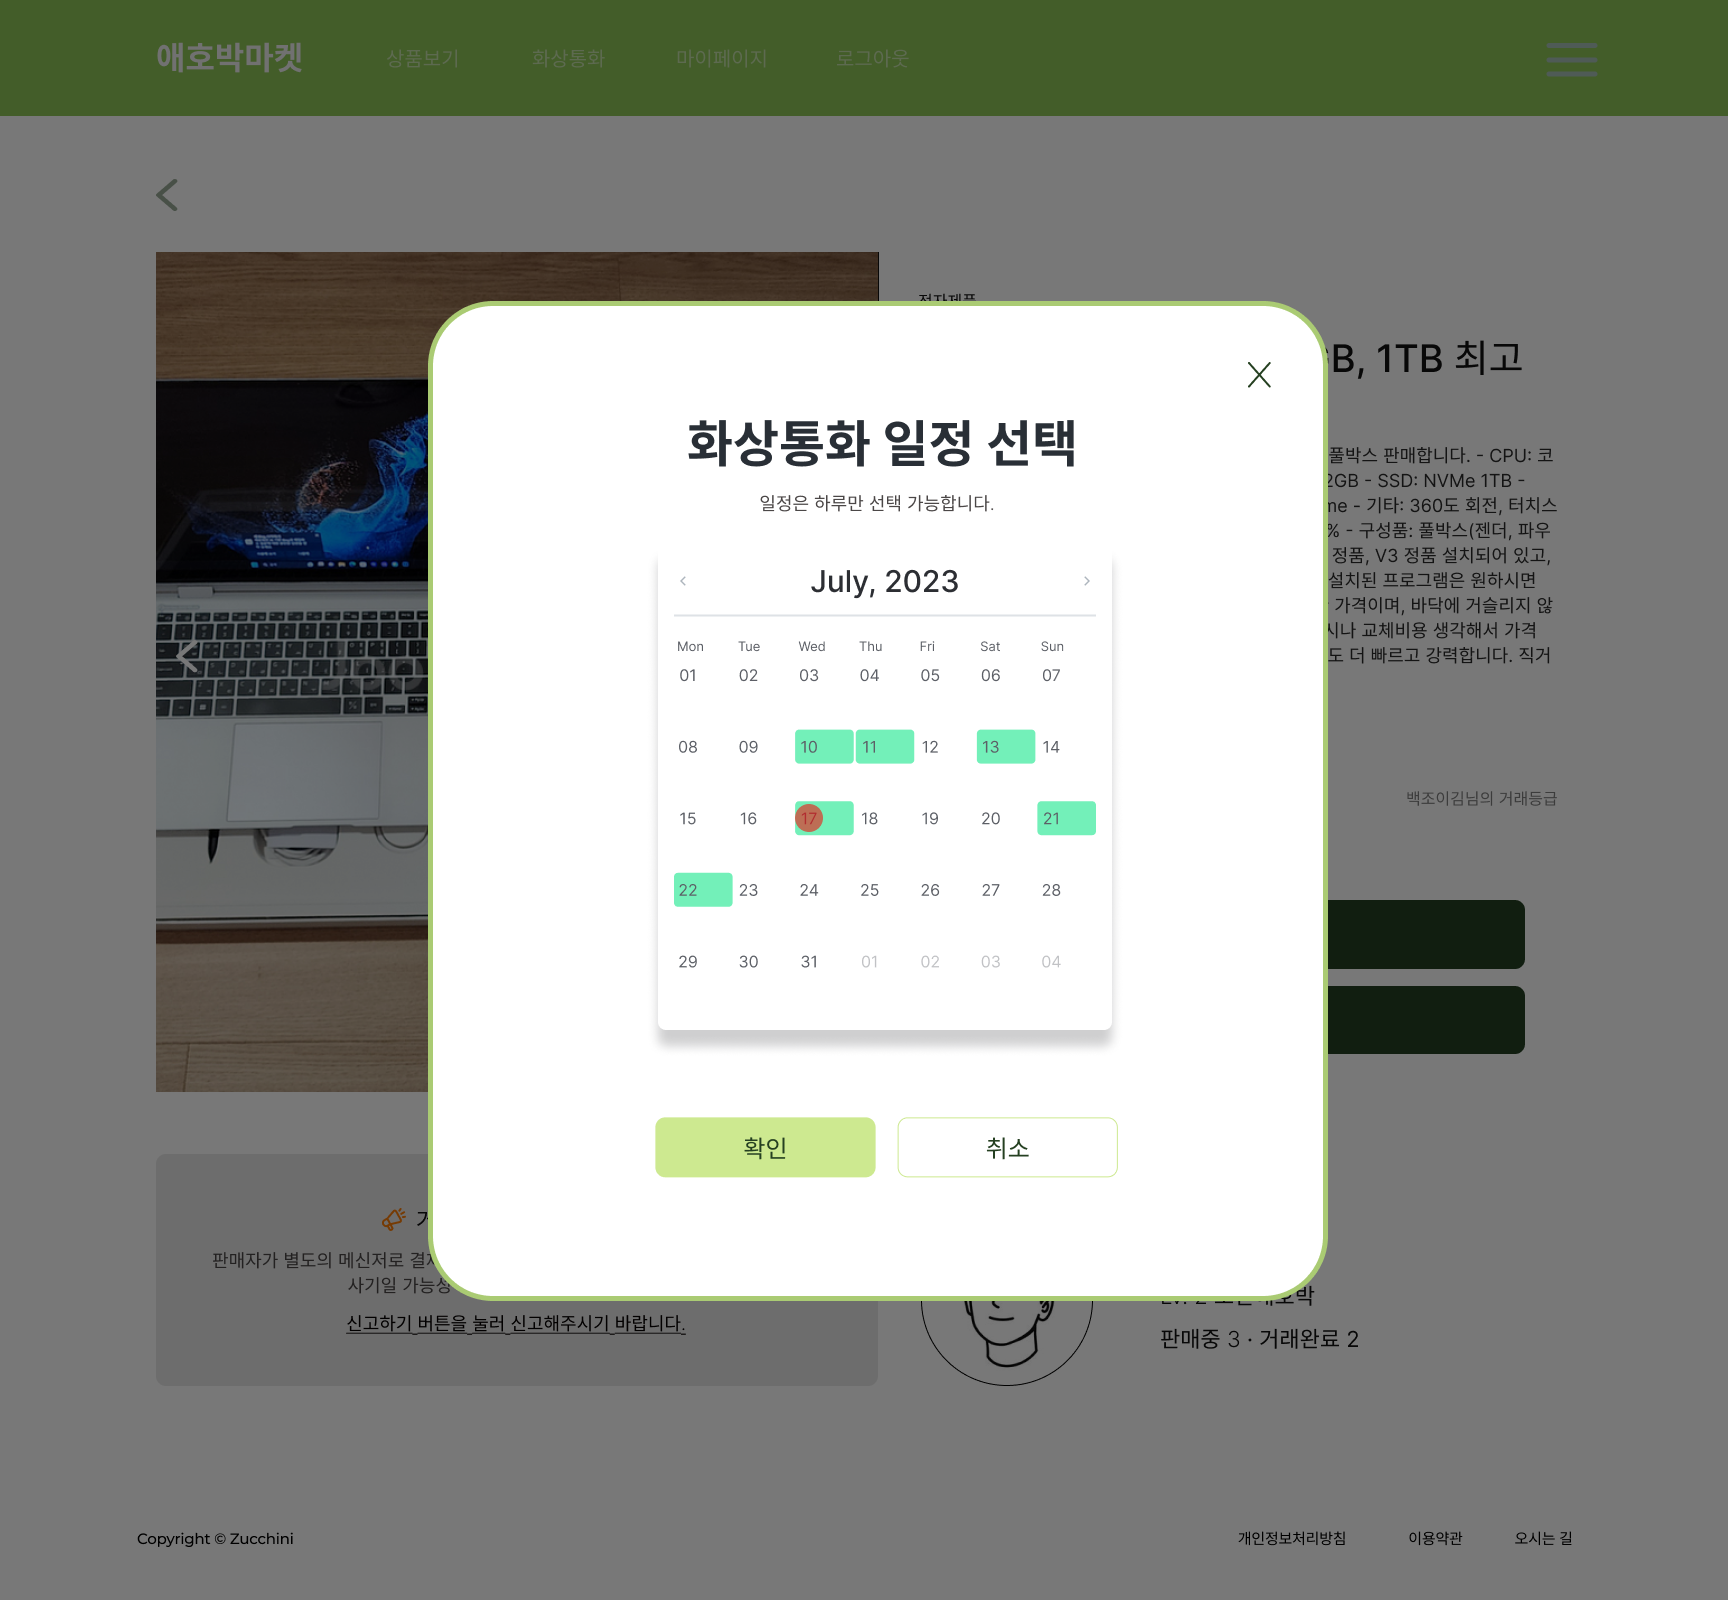 애호박마켓 상품보기 화상통화 마이페이지 로그아웃
전자제품
GB, 1TB 최고
풀박스 판매합니다. - CPU: 코
2GB - SSD: NVMe 1TB -
me - 기타: 360도 회전, 터치스
% - 구성품: 풀박스(젠더, 파우
정품, V3 정품 설치되어 있고,
설치된 프로그램은 원하시면
가격이며, 바닥에 거슬리지 않
시나 교체비용 생각해서 가격
도 더 빠르고 강력합니다. 직거
백조이김님의 거래등급
화상통화 일정 선택
일정은 하루만 선택 가능합니다.
July, 2023
Mon Tue Wed Thu Fri Sat Sun
01 02 03 04 05 06 07
08 09 10 11 12 13 14
15 16 17 18 19 20 21
22 23 24 25 26 27 28
29 30 31 01 02 03 04
확인 취소
판매자가 별도의 메신저로 결제
사기일 가능성
신고하기 버튼을 눌러 신고해주시기 바랍니다.
판매중 3 · 거래완료 2
Copyright © Zucchini 개인정보처리방침 이용약관 오시는 길